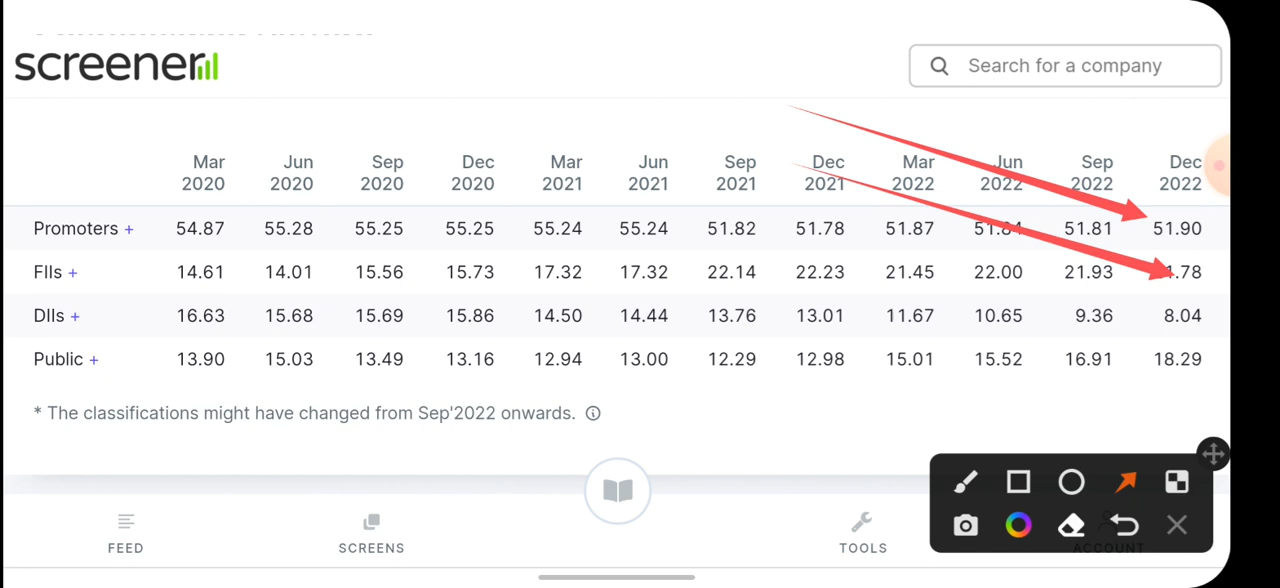 screener
Search for a company
Mar 2020 Jun 2020 Sep 2020 Dec 2020 Mar 2021 Jun 2021 Sep 2021 Dec 2021 Mar 2022 Jun 2022 Sep 2022 Dec 2022
Promoters + 54.87 55.28 55.25 55.25 55.24 55.24 51.82 51.78 51.87 51.84 51.81 51.90
FIIs + 14.61 14.01 15.56 15.73 17.32 17.32 22.14 22.23 21.45 22.00 21.93 .78
DIIs + 16.63 15.68 15.69 15.86 14.50 14.44 13.76 13.01 11.67 10.65 9.36 8.04
Public + 13.90 15.03 13.49 13.16 12.94 13.00 12.29 12.98 15.01 15.52 16.91 18.29
* The classifications might have changed from Sep'2022 onwards.
FEED SCREENS TOOLS ACCOUNT